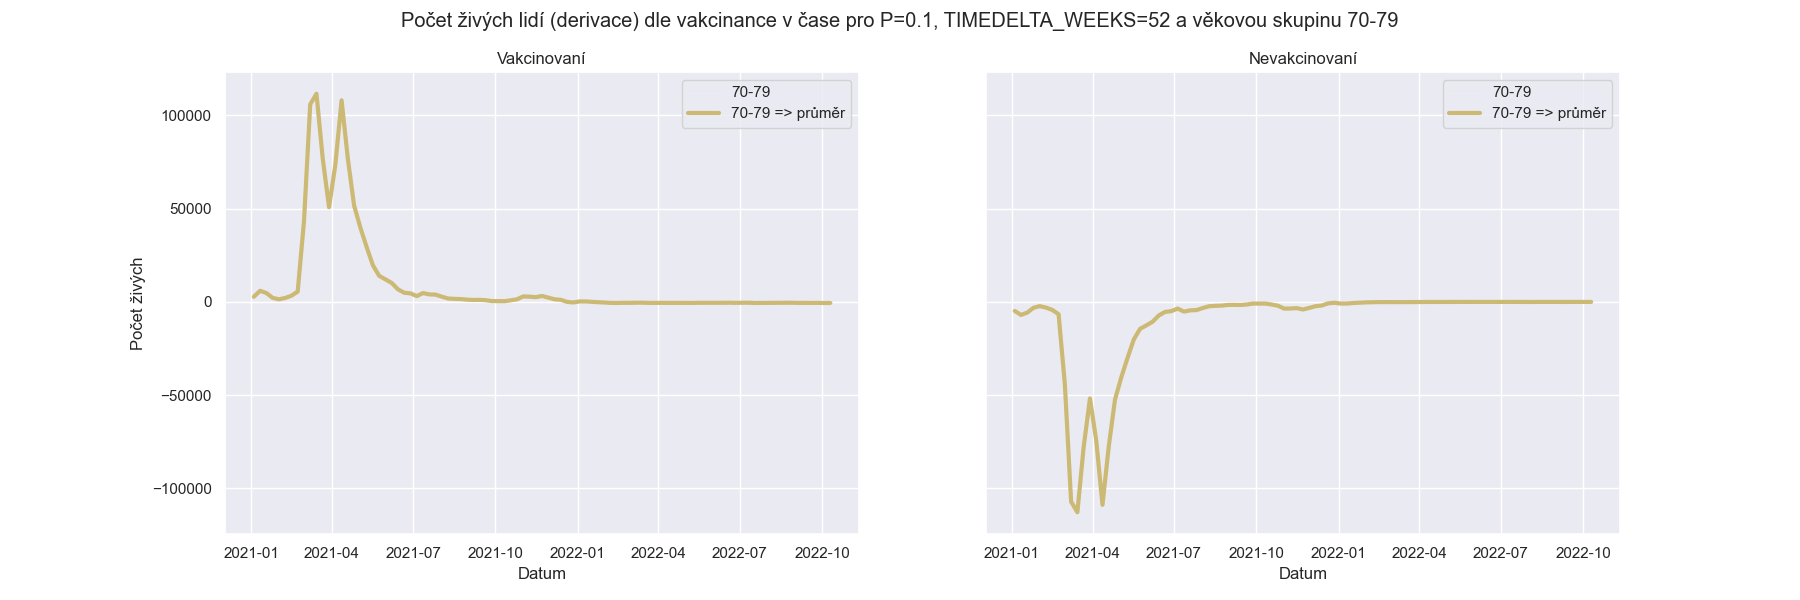 Počet živých lidí (derivace) dle vakcinance v čase pro P=0.1, TIMEDELTA_WEEKS=52 a věkovou skupinu 70-79
Vakcinovaní
70-79
70-79 => průměr
100000
50000
0
−50000
−100000
Počet živých
2021-01 2021-04 2021-07 2021-10 2022-01 2022-04 2022-07 2022-10
Datum
Nevakcinovaní
70-79
70-79 => průměr
2021-01 2021-04 2021-07 2021-10 2022-01 2022-04 2022-07 2022-10
Datum